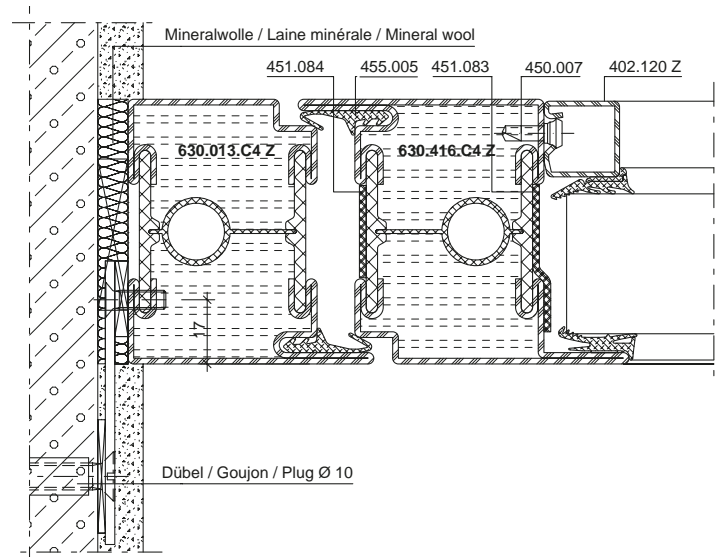 Mineralwolle / Laine minérale / Mineral wool
451.084 455.005 451.083 450.007 402.120 Z
630.013.C4 Z 630.416.C4 Z
17
Dübel / Goujon / Plug Ø 10